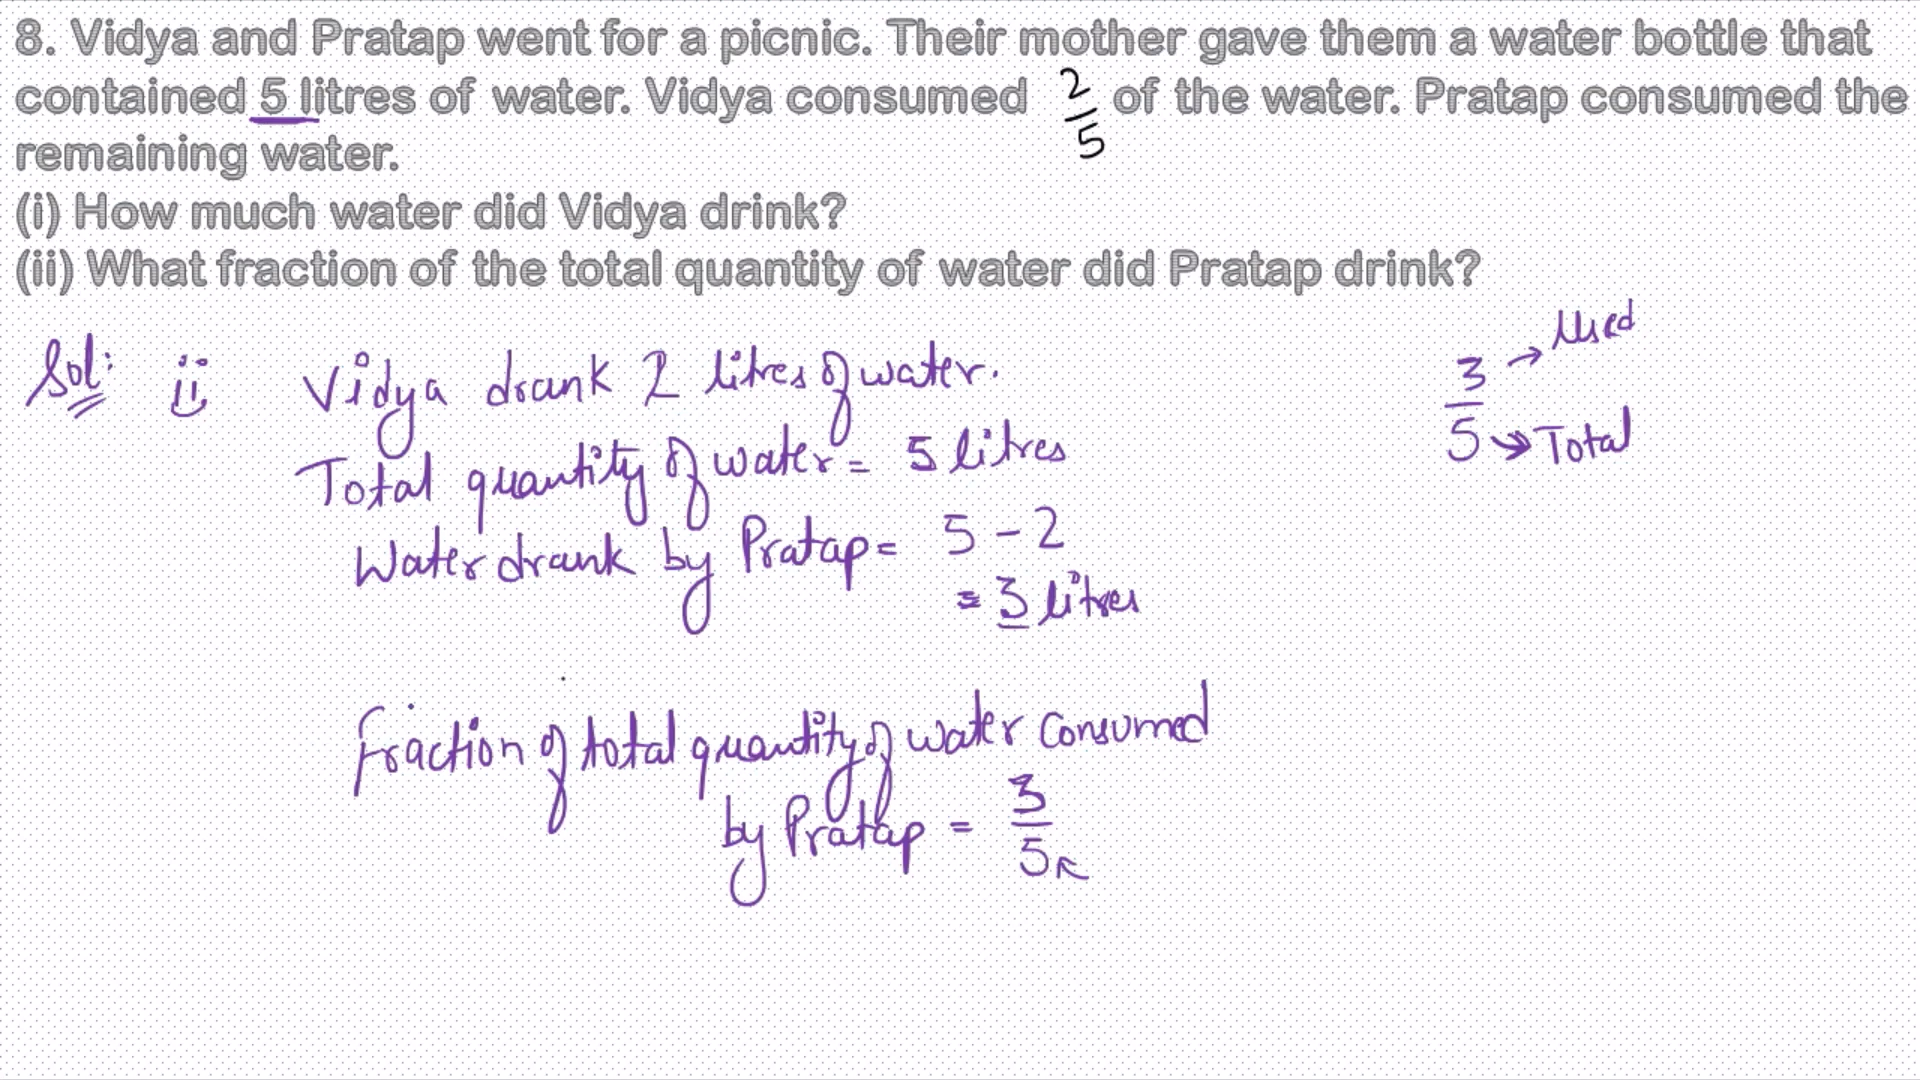 8. Vidya and Pratap went for a picnic. Their mother gave them a water bottle that
contained 5 litres of water. Vidya consumed 2/5 of the water. Pratap consumed the
remaining water.
(i) How much water did Vidya drink?
(ii) What fraction of the total quantity of water did Pratap drink?
Sol: ii) Vidya drank 2 litres of water.
Total quantity of water = 5 litres
Water drank by Pratap = 5 - 2
= 3 litres
3/5
→ Used
→ Total
Fraction of total quantity of water consumed
by Pratap = 3/5